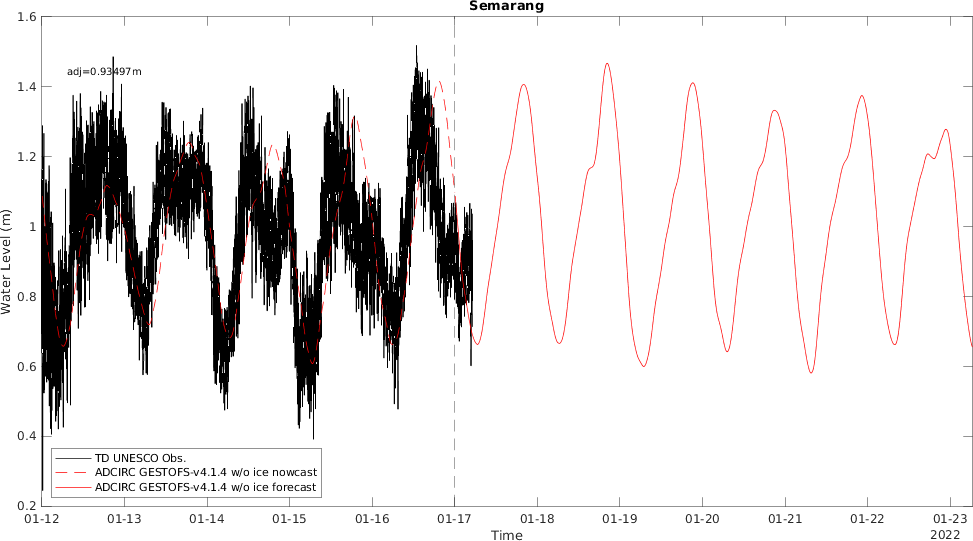 Semarang
1.6
1.4
1.2
1
0.8
0.6
0.4
0.2
Water Level (m)
adj=0.93497m
TD UNESCO Obs.
ADCIRC GESTOFS-v4.1.4 w/o ice nowcast
ADCIRC GESTOFS-v4.1.4 w/o ice forecast
01-12 01-13 01-14 01-15 01-16 01-17 01-18 01-19 01-20 01-21 01-22 01-23
Time
2022